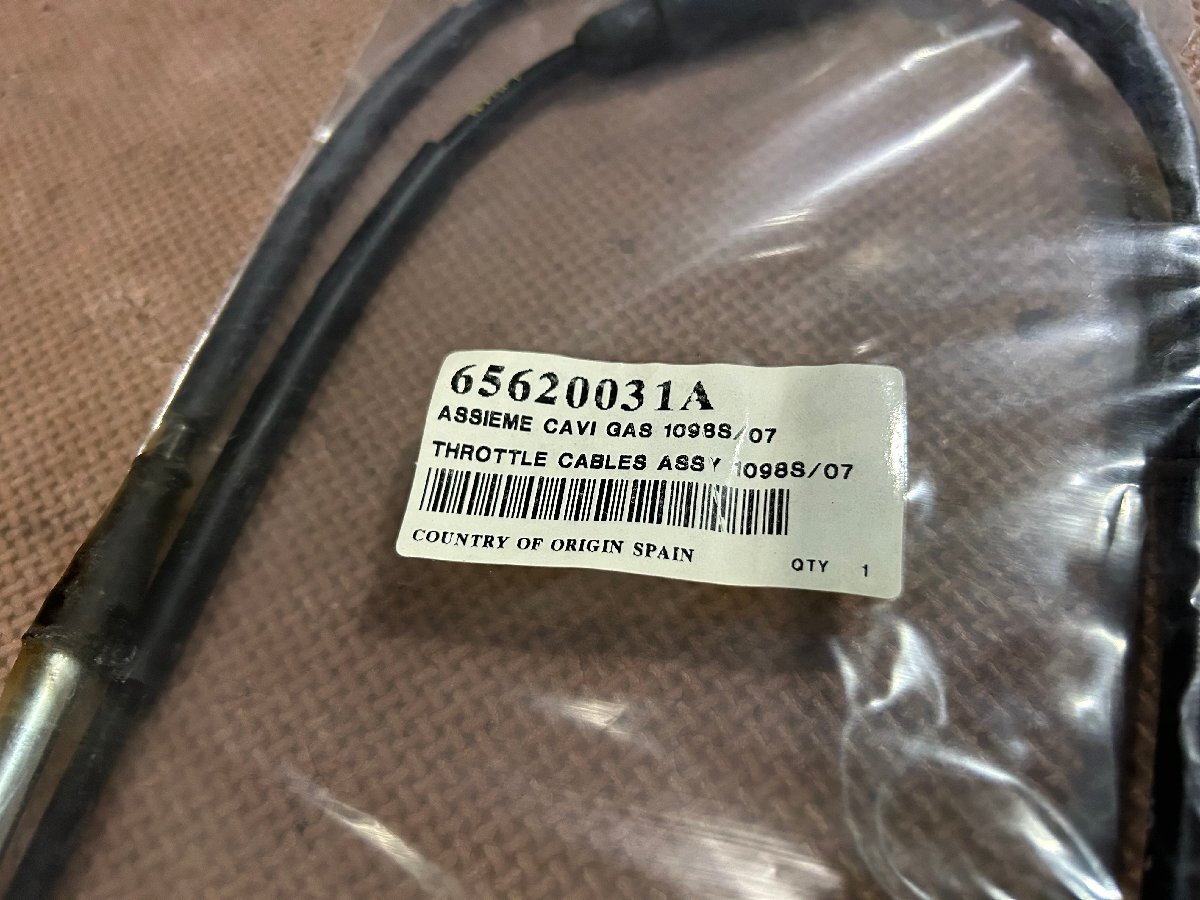 65620031A
ASSIEME CAVI GAS 1098S/07
THROTTLE CABLES ASSY 1098S/07
COUNTRY OF ORIGIN SPAIN
QTY 1